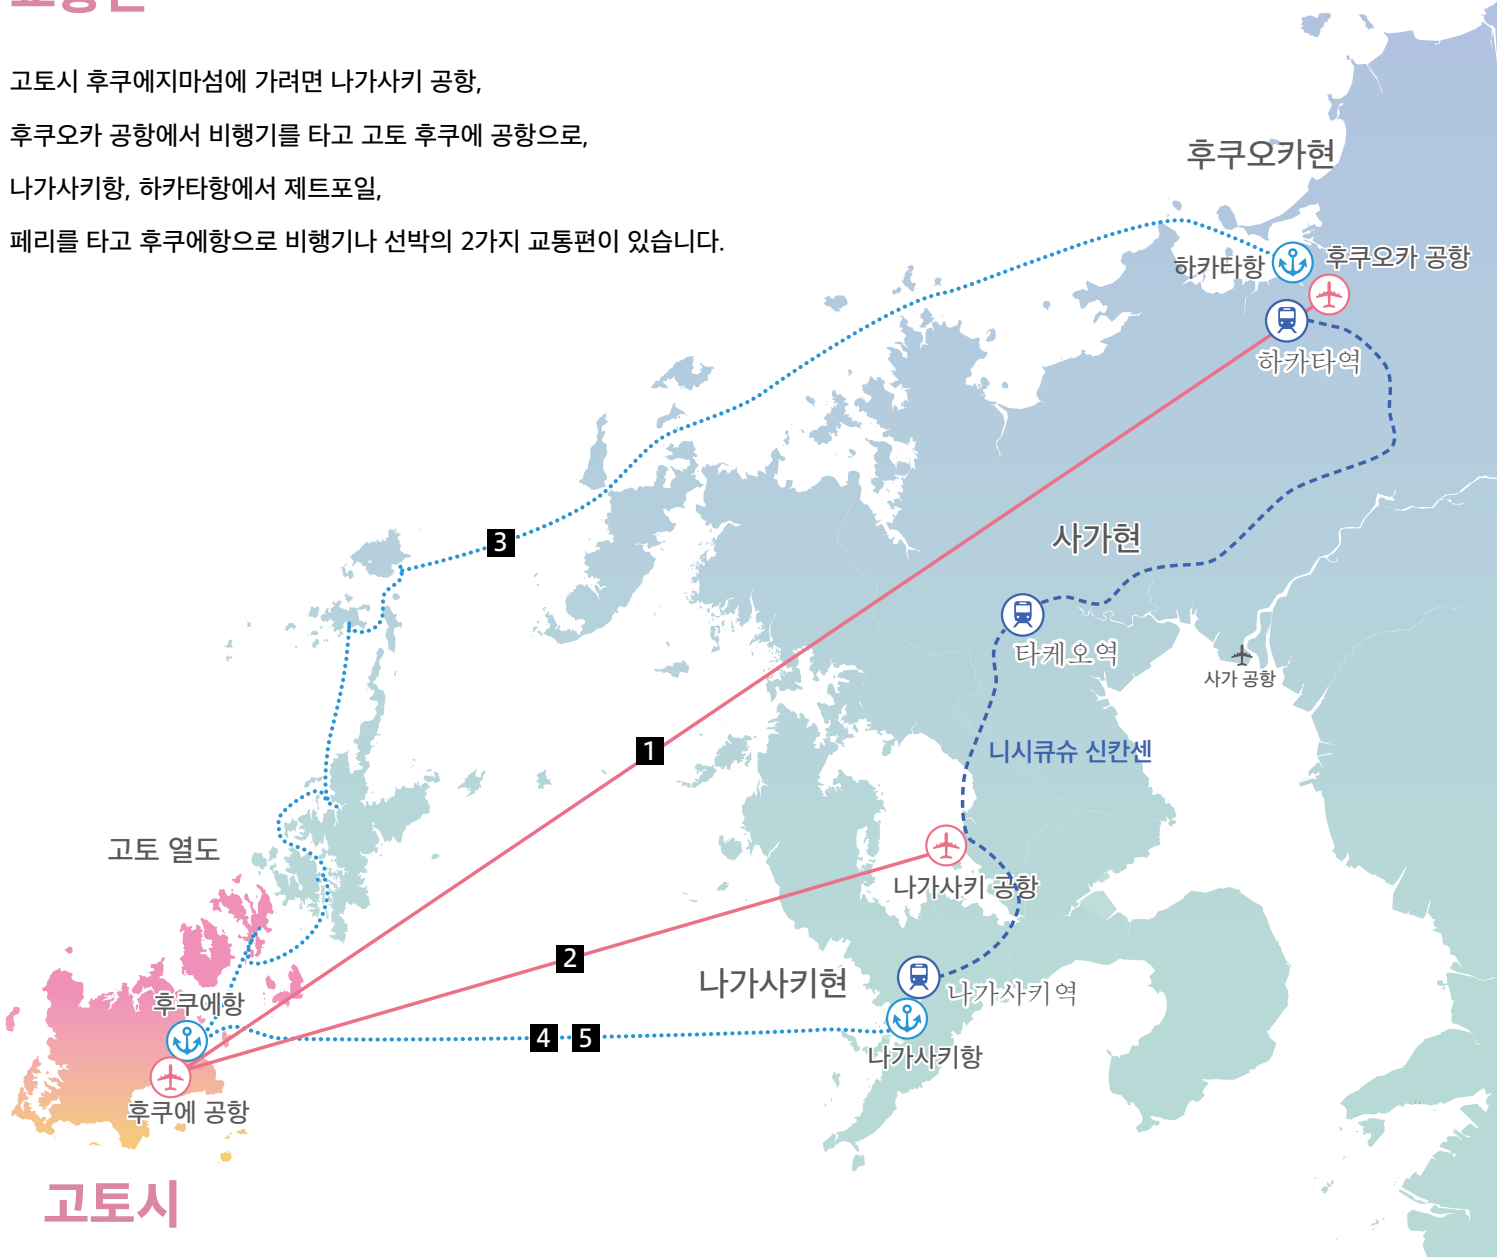 고토시 후쿠에지마섬에 가려면 나가사키 공항,
후쿠오카 공항에서 비행기를 타고 고토 후쿠에 공항으로,
나가사키항, 하카타항에서 제트포일,
페리를 타고 후쿠에항으로 비행기나 선박의 2가지 교통편이 있습니다.
후쿠오카현
하카타항
후쿠오카 공항
하카타역
3
사가현
타케오역
사가 공항
1
니시큐슈 신칸센
고토 열도
나가사키 공항
2
나가사키현
나가사키역
후쿠에항
4 5
나가사키항
후쿠에 공항
고토시